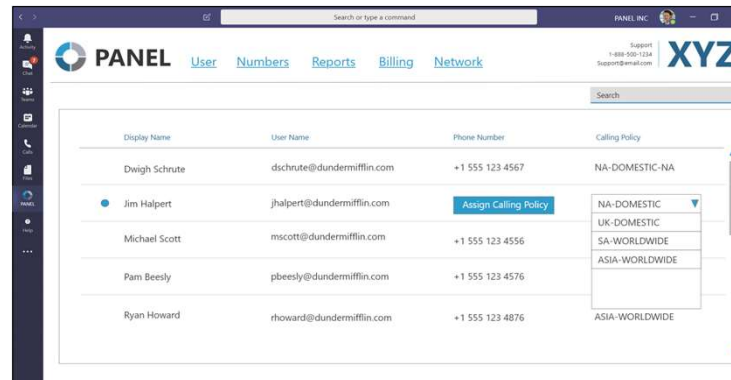 Search or type a command
PANEL INC
Activity
Chat
Teams
Calendar
Calls
Files
PANEL
Help
PANEL
User
Numbers
Reports
Billing
Network
Support
1-888-500-1234
Support@email.com
XYZ
Search
Display Name
User Name
Phone Number
Calling Policy
Dwigh Schrute
dschrute@dundermifflin.com
+1 555 123 4567
NA-DOMESTIC-NA
Jim Halpert
jhalpert@dundermifflin.com
Assign Calling Policy
NA-DOMESTIC
UK-DOMESTIC
SA-WORLDWIDE
ASIA-WORLDWIDE
Michael Scott
mscott@dundermifflin.com
+1 555 123 4556
Pam Beesly
pbeesly@dundermifflin.com
+1 555 123 4576
Ryan Howard
rhoward@dundermifflin.com
+1 555 123 4876
ASIA-WORLDWIDE